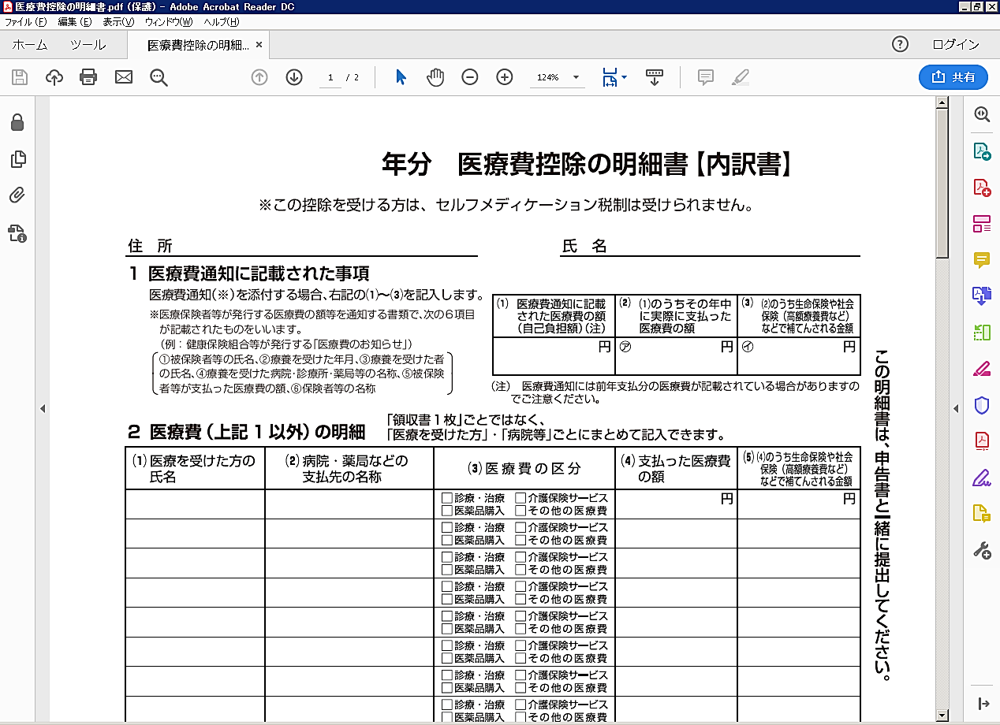 医療費控除の明細書.pdf (保護) - Adobe Acrobat Reader DC
ファイル(F) 編集(E) 表示(V) ウィンドウ(W) ヘルプ(H)
ホーム ツール 医療費控除の明細... × ログイン
1 / 2 124% 共有
年分 医療費控除の明細書【内訳書】
※この控除を受ける方は、セルフメディケーション税制は受けられません。
住 所 氏 名
1 医療費通知に記載された事項
医療費通知(※)を添付する場合、右記の(1)～(3)を記入します。
※医療保険者等が発行する医療費の額等を通知する書類で、次の6項目
が記載されたものをいいます。
(例：健康保険組合等が発行する「医療費のお知らせ」)
①被保険者等の氏名、②療養を受けた年月、③療養を受けた者
の氏名、④療養を受けた病院・診療所・薬局等の名称、⑤被保険
者等が支払った医療費の額、⑥保険者等の名称
(1) 医療費通知に記載
された医療費の額
(自己負担額)(注)
(2) (1)のうちその年中
に実際に支払った
医療費の額
(3) (2)のうち生命保険や社会
保険(高額療養費など)
などで補てんされる金額
円 ㋐ 円 ㋑ 円
(注) 医療費通知には前年支払分の医療費が記載されている場合がありますの
でご注意ください。
2 医療費(上記1以外)の明細
「領収書1枚」ごとではなく、
「医療を受けた方」・「病院等」ごとにまとめて記入できます。
(1) 医療を受けた方の
氏名
(2) 病院・薬局などの
支払先の名称
(3) 医療費の区分
(4) 支払った医療費
の額
(5) (4)のうち生命保険や社会
保険(高額療養費など)
などで補てんされる金額
□診療・治療 □介護保険サービス 円 円
□医薬品購入 □その他の医療費
□診療・治療 □介護保険サービス
□医薬品購入 □その他の医療費
□診療・治療 □介護保険サービス
□医薬品購入 □その他の医療費
□診療・治療 □介護保険サービス
□医薬品購入 □その他の医療費
□診療・治療 □介護保険サービス
□医薬品購入 □その他の医療費
□診療・治療 □介護保険サービス
□医薬品購入 □その他の医療費
□診療・治療 □介護保険サービス
□医薬品購入 □その他の医療費
□診療・治療 □介護保険サービス
□医薬品購入 □その他の医療費
この明細書は、申告書と一緒に提出してください。